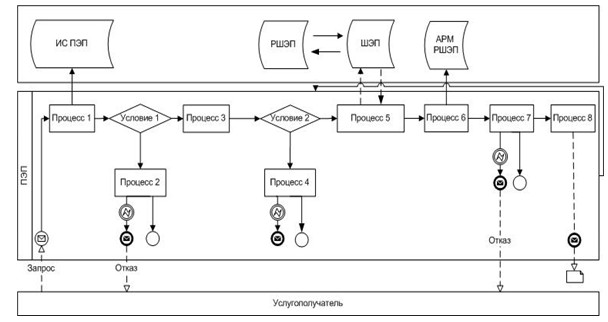 ИС ПЭП
РШЭП
ШЭП
АРМ
РШЭП
ПЭП
Процесс 1
Условие 1
Процесс 3
Условие 2
Процесс 5
Процесс 6
Процесс 7
Процесс 8
Процесс 2
Процесс 4
Запрос
Отказ
Отказ
Услугополучатель